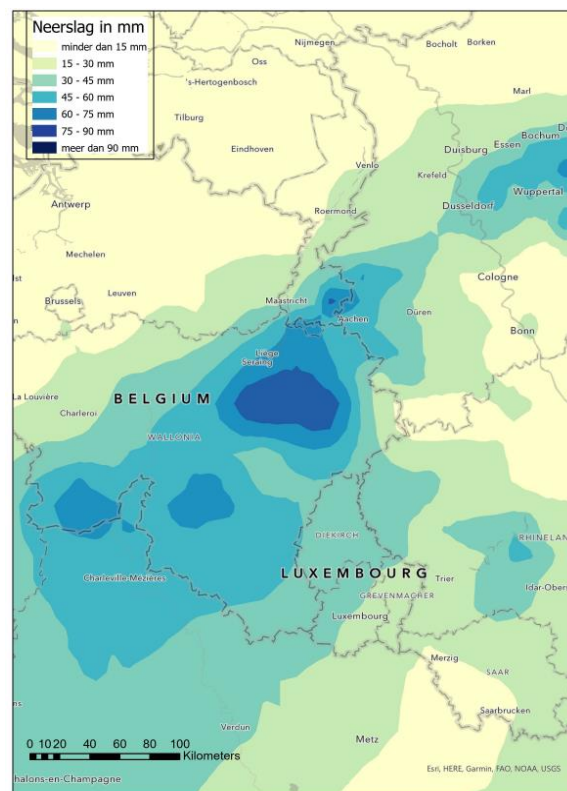 Neerslag in mm
minder dan 15 mm
15 - 30 mm
30 - 45 mm
45 - 60 mm
60 - 75 mm
75 - 90 mm
meer dan 90 mm
Nijmegen
Bocholt
Borken
Oss
's-Hertogenbosch
Marl
Tilburg
Bochum
Essen
Duisburg
Eindhoven
Venlo
Krefeld
Wuppertal
Antwerp
Roermond
Dusseldorf
Mechelen
Cologne
Leuven
Brussels
Maastricht
Düren
Aachen
Bonn
Liège
Seraing
La Louvière
BELGIUM
Charleroi
WALLONIA
DIEKIRCH
RHINELAN
LUXEMBOURG
Charleville-Mézières
Trier
Idar-Ober
GREVENMACHER
Luxembourg
Merzig
SAAR
Saarbrucken
Verdun
Metz
0 10 20 40 60 80 100
Kilometers
Esri, HERE, Garmin, FAO, NOAA, USGS
halons-en-Champagne